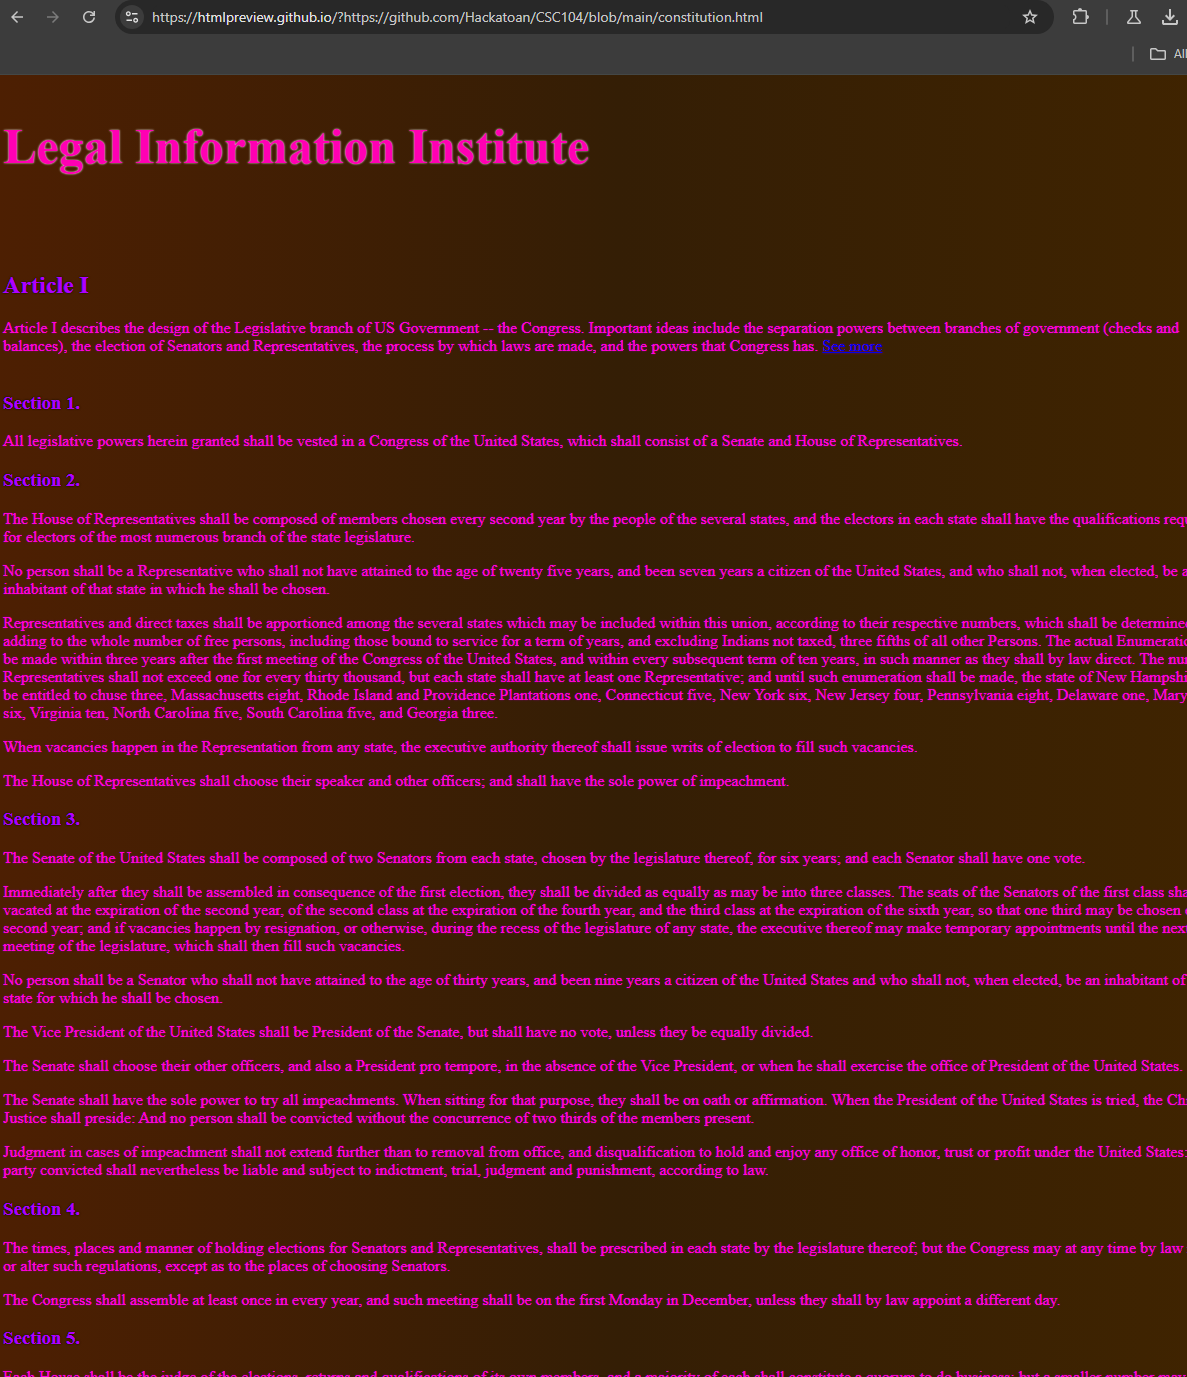 https://htmlpreview.github.io/?https://github.com/Hackatoan/CSC104/blob/main/constitution.html
Legal Information Institute
Article I
Article I describes the design of the Legislative branch of US Government -- the Congress. Important ideas include the separation powers between branches of government (checks and
balances), the election of Senators and Representatives, the process by which laws are made, and the powers that Congress has. See more
Section 1.
All legislative powers herein granted shall be vested in a Congress of the United States, which shall consist of a Senate and House of Representatives.
Section 2.
The House of Representatives shall be composed of members chosen every second year by the people of the several states, and the electors in each state shall have the qualifications
for electors of the most numerous branch of the state legislature.
No person shall be a Representative who shall not have attained to the age of twenty five years, and been seven years a citizen of the United States, and who shall not, when elected, be
inhabitant of that state in which he shall be chosen.
Representatives and direct taxes shall be apportioned among the several states which may be included within this union, according to their respective numbers, which shall be determined
adding to the whole number of free persons, including those bound to service for a term of years, and excluding Indians not taxed, three fifths of all other Persons. The actual
be made within three years after the first meeting of the Congress of the United States, and within every subsequent term of ten years, in such manner as they shall by law direct. The
Representatives shall not exceed one for every thirty thousand, but each state shall have at least one Representative; and until such enumeration shall be made, the state of New
be entitled to chuse three, Massachusetts eight, Rhode Island and Providence Plantations one, Connecticut five, New York six, New Jersey four, Pennsylvania eight, Delaware one,
six, Virginia ten, North Carolina five, South Carolina five, and Georgia three.
When vacancies happen in the Representation from any state, the executive authority thereof shall issue writs of election to fill such vacancies.
The House of Representatives shall choose their speaker and other officers; and shall have the sole power of impeachment.
Section 3.
The Senate of the United States shall be composed of two Senators from each state, chosen by the legislature thereof, for six years; and each Senator shall have one vote.
Immediately after they shall be assembled in consequence of the first election, they shall be divided as equally as may be into three classes. The seats of the Senators of the first class
vacated at the expiration of the second year, of the second class at the expiration of the fourth year, and the third class at the expiration of the sixth year, so that one third may be chosen
second year; and if vacancies happen by resignation, or otherwise, during the recess of the legislature of any state, the executive thereof may make temporary appointments until the next
meeting of the legislature, which shall then fill such vacancies.
No person shall be a Senator who shall not have attained to the age of thirty years, and been nine years a citizen of the United States and who shall not, when elected, be an inhabitant of
state for which he shall be chosen.
The Vice President of the United States shall be President of the Senate, but shall have no vote, unless they be equally divided.
The Senate shall choose their other officers, and also a President pro tempore, in the absence of the Vice President, or when he shall exercise the office of President of the United States.
The Senate shall have the sole power to try all impeachments. When sitting for that purpose, they shall be on oath or affirmation. When the President of the United States is tried, the
Justice shall preside: And no person shall be convicted without the concurrence of two thirds of the members present.
Judgment in cases of impeachment shall not extend further than to removal from office, and disqualification to hold and enjoy any office of honor, trust or profit under the United States:
party convicted shall nevertheless be liable and subject to indictment, trial, judgment and punishment, according to law.
Section 4.
The times, places and manner of holding elections for Senators and Representatives, shall be prescribed in each state by the legislature thereof; but the Congress may at any time by law
or alter such regulations, except as to the places of choosing Senators.
The Congress shall assemble at least once in every year, and such meeting shall be on the first Monday in December, unless they shall by law appoint a different day.
Section 5.
Each House shall be the judge of the elections, returns and qualifications of its own members, and a majority of each shall constitute a quorum to do business; but a smaller number may